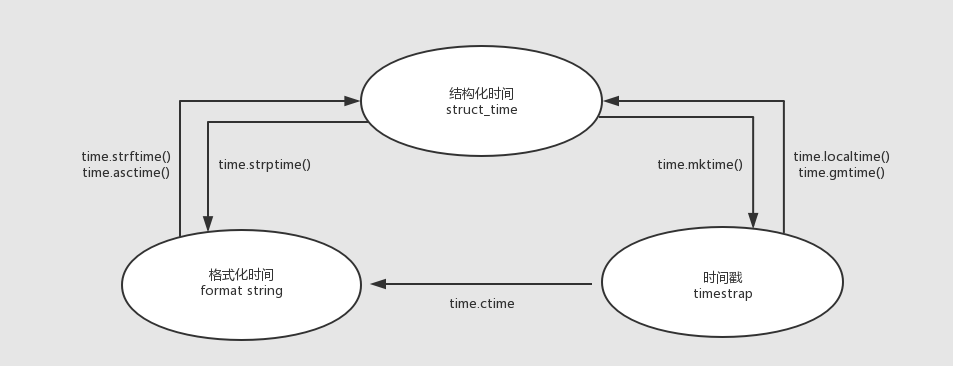 结构化时间
struct_time
time.strftime()
time.asctime()
time.strptime()
time.mktime()
time.localtime()
time.gmtime()
格式化时间
format string
时间戳
timestrap
time.ctime